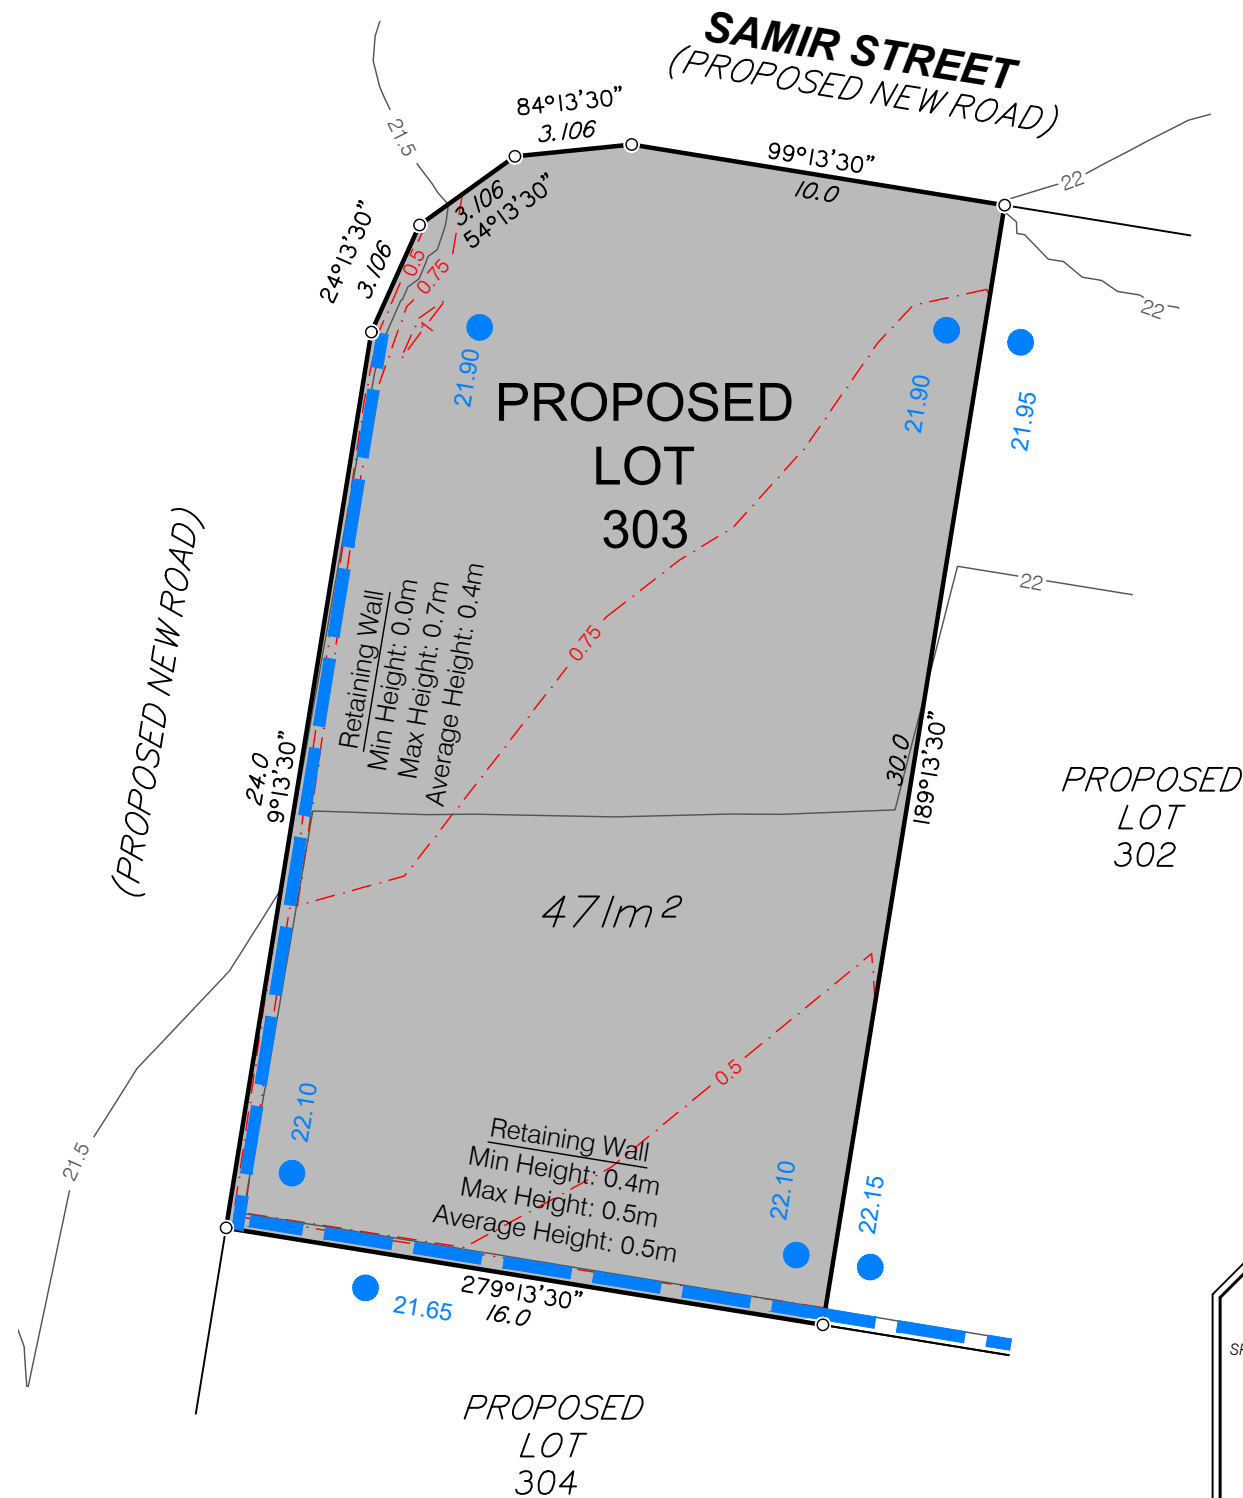 SAMIR STREET
(PROPOSED NEW ROAD)
84°13'30"
3.106
99°13'30"
10.0
21.5
22
3.106
54°13'30"
24°13'30"
3.106
0.5
0.75
1
22
21.90
21.90
21.95
PROPOSED
LOT
303
22
0.75
Retaining Wall
Min Height: 0.0m
Max Height: 0.7m
Average Height: 0.4m
(PROPOSED NEW ROAD)
24.0
9°13'30"
30.0
189°13'30"
PROPOSED
LOT
302
471m²
0.5
21.5
22.10
Retaining Wall
Min Height: 0.4m
Max Height: 0.5m
Average Height: 0.5m
22.10
22.15
21.65
279°13'30"
16.0
PROPOSED
LOT
304